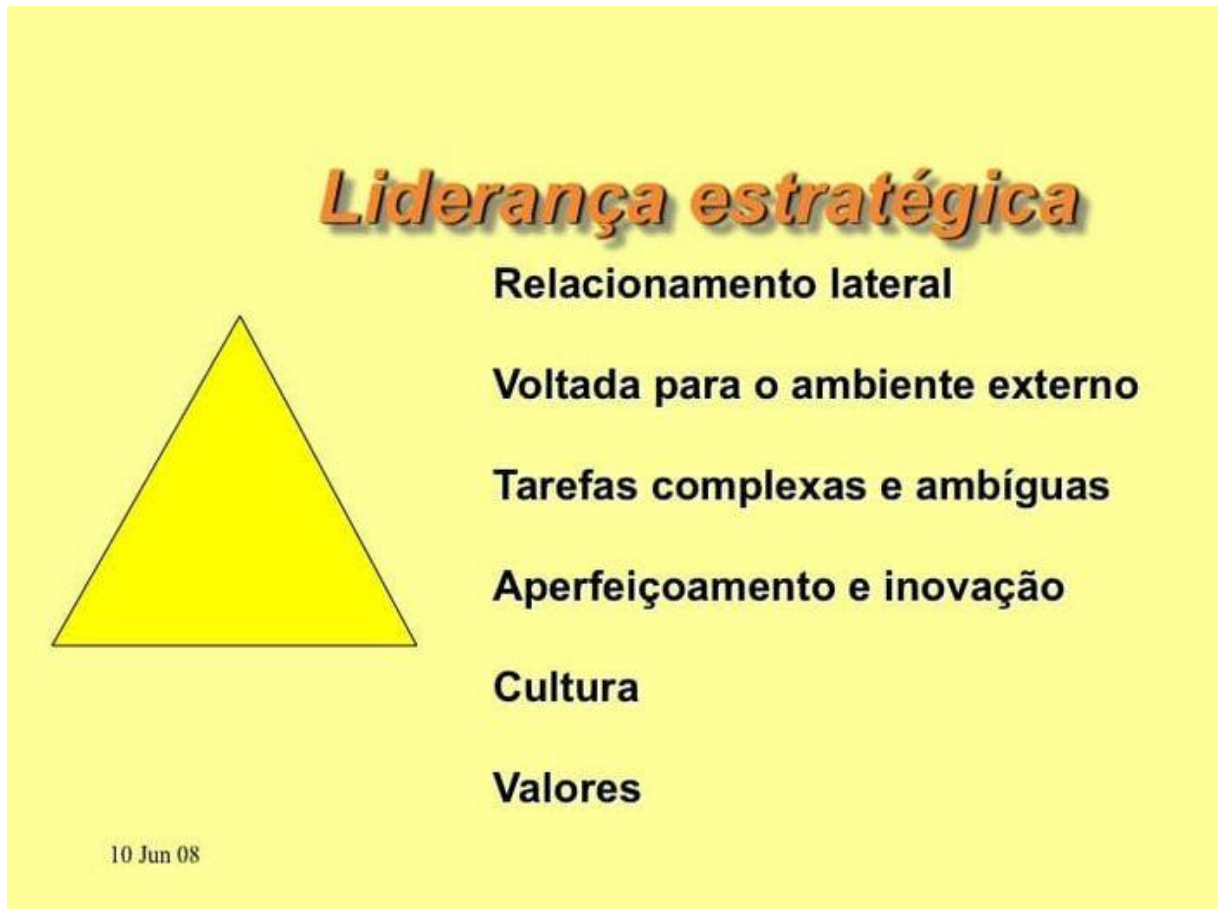 Liderança estratégica
Relacionamento lateral
Voltada para o ambiente externo
Tarefas complexas e ambíguas
Aperfeiçoamento e inovação
Cultura
Valores
10 Jun 08